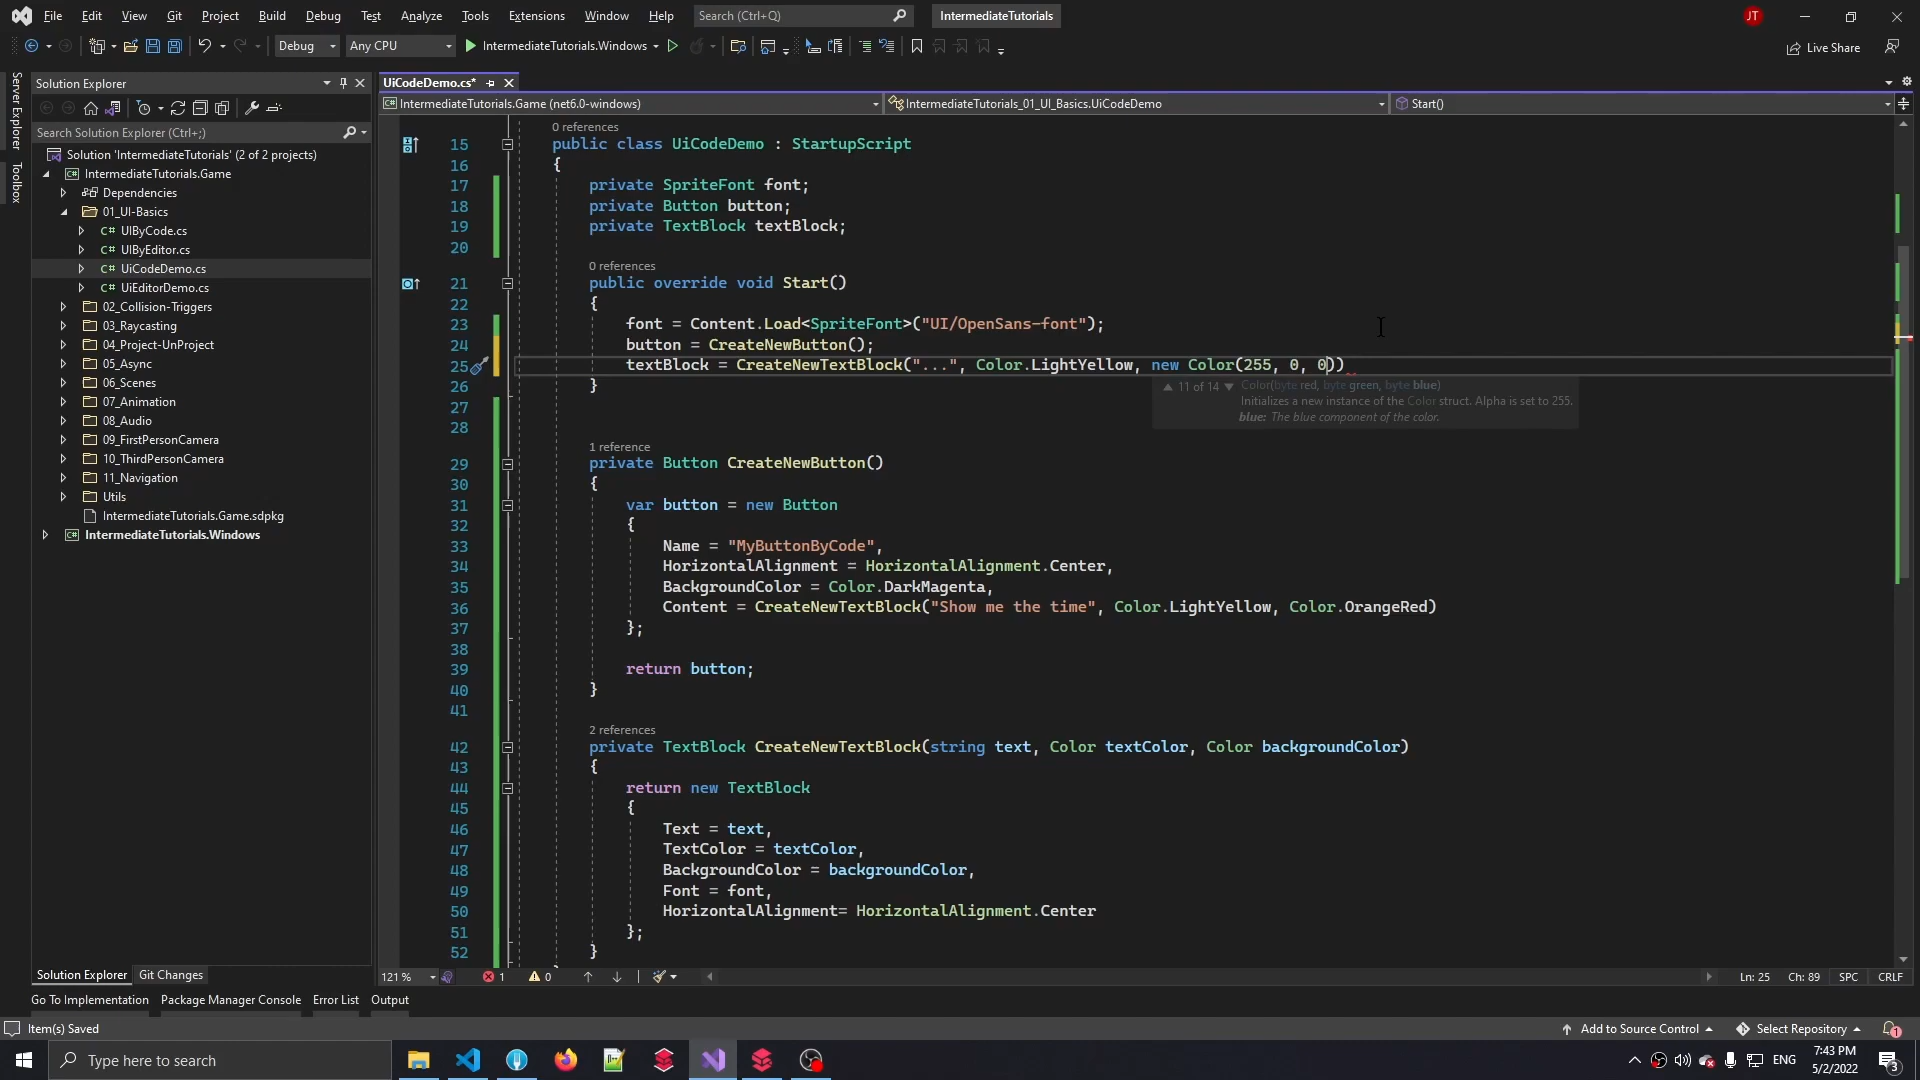 File Edit View Git Project Build Debug Test Analyze Tools Extensions Window Help Search (Ctrl+Q) IntermediateTutorials JT
Debug Any CPU IntermediateTutorials.Windows Live Share
Server Explorer
Toolbox
Solution Explorer
Search Solution Explorer (Ctrl+;)
Solution 'IntermediateTutorials' (2 of 2 projects)
IntermediateTutorials.Game
Dependencies
01_UI-Basics
C# UIByCode.cs
C# UIByEditor.cs
C# UiCodeDemo.cs
C# UiEditorDemo.cs
02_Collision-Triggers
03_Raycasting
04_Project-UnProject
05_Async
06_Scenes
07_Animation
08_Audio
09_FirstPersonCamera
10_ThirdPersonCamera
11_Navigation
Utils
IntermediateTutorials.Game.sdpkg
IntermediateTutorials.Windows
Solution Explorer Git Changes
UiCodeDemo.cs*
IntermediateTutorials.Game (net6.0-windows) IntermediateTutorials_01_UI_Basics.UiCodeDemo Start()
0 references
15 public class UiCodeDemo : StartupScript
16 {
17 private SpriteFont font;
18 private Button button;
19 private TextBlock textBlock;
20
0 references
21 public override void Start()
22 {
23 font = Content.Load<SpriteFont>("UI/OpenSans-font");
24 button = CreateNewButton();
25 textBlock = CreateNewTextBlock("...", Color.LightYellow, new Color(255, 0, 0))
26 }
11 of 14 Color(byte red, byte green, byte blue)
Initializes a new instance of the Color struct. Alpha is set to 255.
blue: The blue component of the color.
27
28
1 reference
29 private Button CreateNewButton()
30 {
31 var button = new Button
32 {
33 Name = "MyButtonByCode",
34 HorizontalAlignment = HorizontalAlignment.Center,
35 BackgroundColor = Color.DarkMagenta,
36 Content = CreateNewTextBlock("Show me the time", Color.LightYellow, Color.OrangeRed)
37 };
38
39 return button;
40 }
41
2 references
42 private TextBlock CreateNewTextBlock(string text, Color textColor, Color backgroundColor)
43 {
44 return new TextBlock
45 {
46 Text = text,
47 TextColor = textColor,
48 BackgroundColor = backgroundColor,
49 Font = font,
50 HorizontalAlignment= HorizontalAlignment.Center
51 };
52 }
121 % 1 0 Ln: 25 Ch: 89 SPC CRLF
Go To Implementation Package Manager Console Error List Output
Item(s) Saved Add to Source Control Select Repository 1
Type here to search ENG 7:43 PM
5/2/2022 3